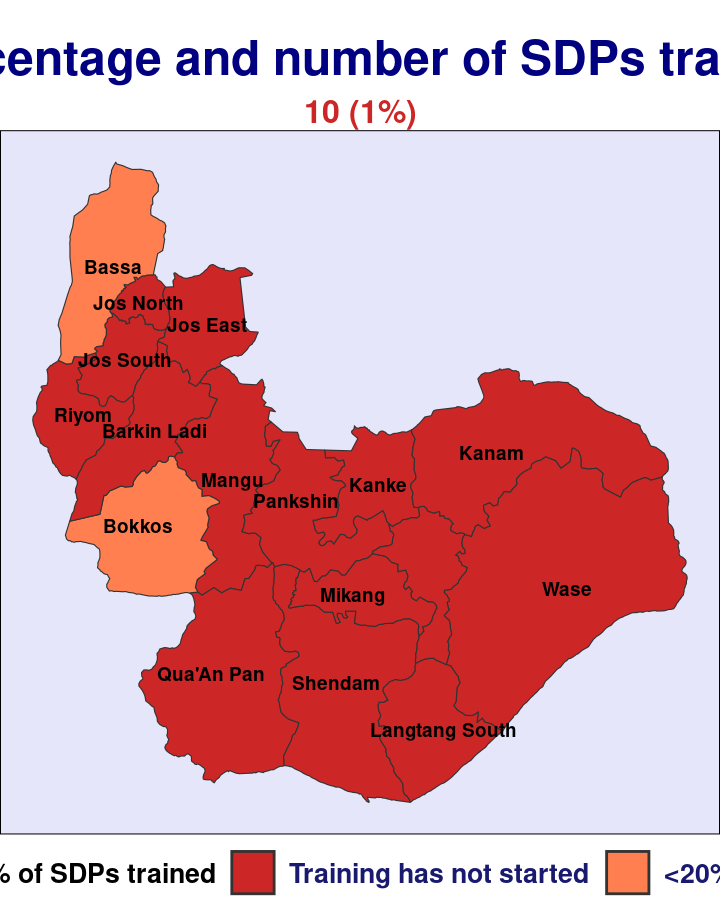 centage and number of SDPs tra
10 (1%)
Bassa
Jos North
Jos East
Jos South
Riyom
Barkin Ladi
Kanam
Mangu
Kanke
Pankshin
Bokkos
Wase
Mikang
Qua'An Pan
Shendam
Langtang South
% of SDPs trained Training has not started <20%